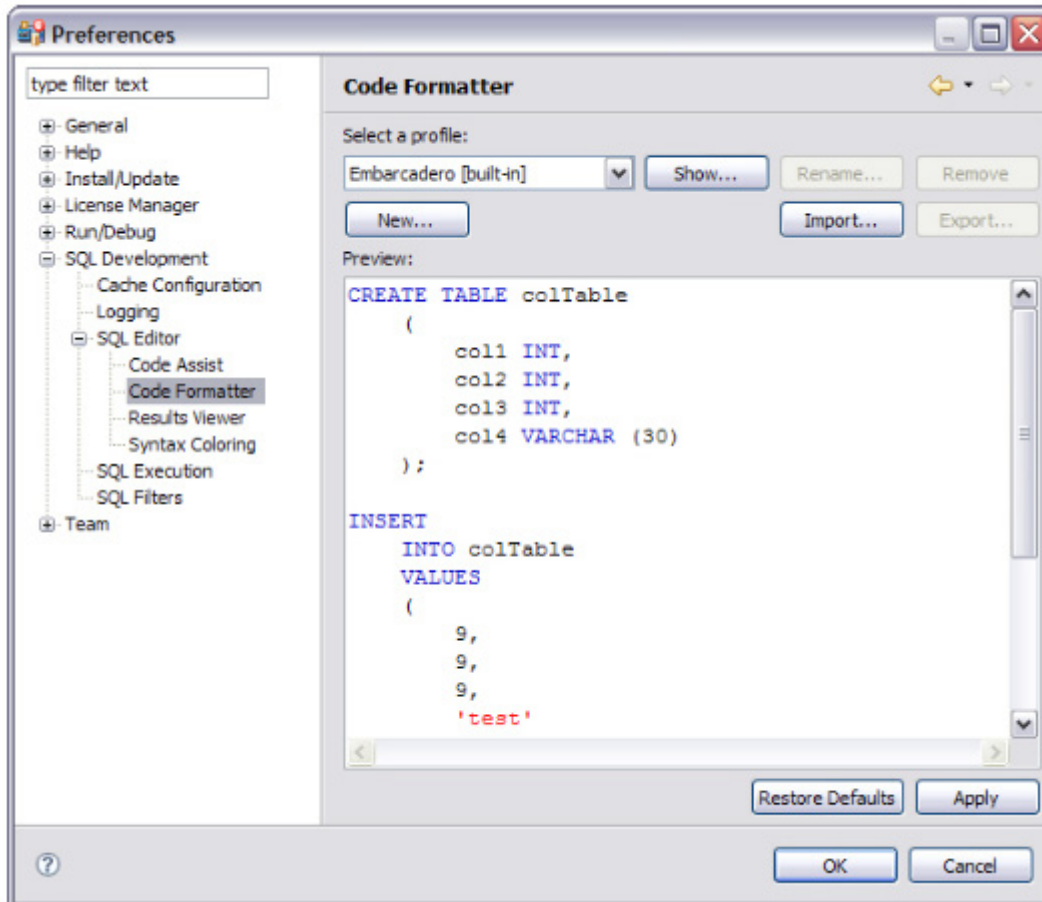 Preferences
type filter text
General
Help
Install/Update
License Manager
Run/Debug
SQL Development
Cache Configuration
Logging
SQL Editor
Code Assist
Code Formatter
Results Viewer
Syntax Coloring
SQL Execution
SQL Filters
Team
Code Formatter
Select a profile:
Embarcadero [built-in] Show... Rename... Remove
New... Import... Export...
Preview:
CREATE TABLE colTable
(
col1 INT,
col2 INT,
col3 INT,
col4 VARCHAR (30)
);
INSERT
INTO colTable
VALUES
(
9,
9,
9,
'test'
Restore Defaults Apply
? OK Cancel